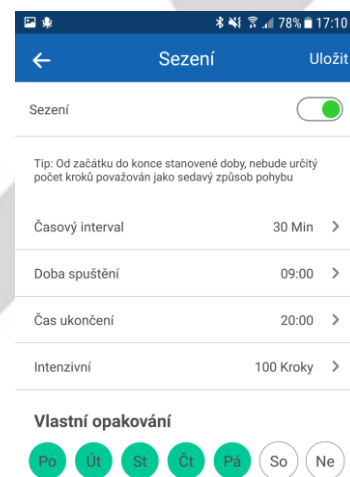 78% 17:10
Sezení Uložit
Sezení
Tip: Od začátku do konce stanovené doby, nebude určitý
počet kroků považován jako sedavý způsob pohybu
Časový interval 30 Min
Doba spuštění 09:00
Čas ukončení 20:00
Intenzivní 100 Kroky
Vlastní opakování
Po Út St Čt Pá So Ne